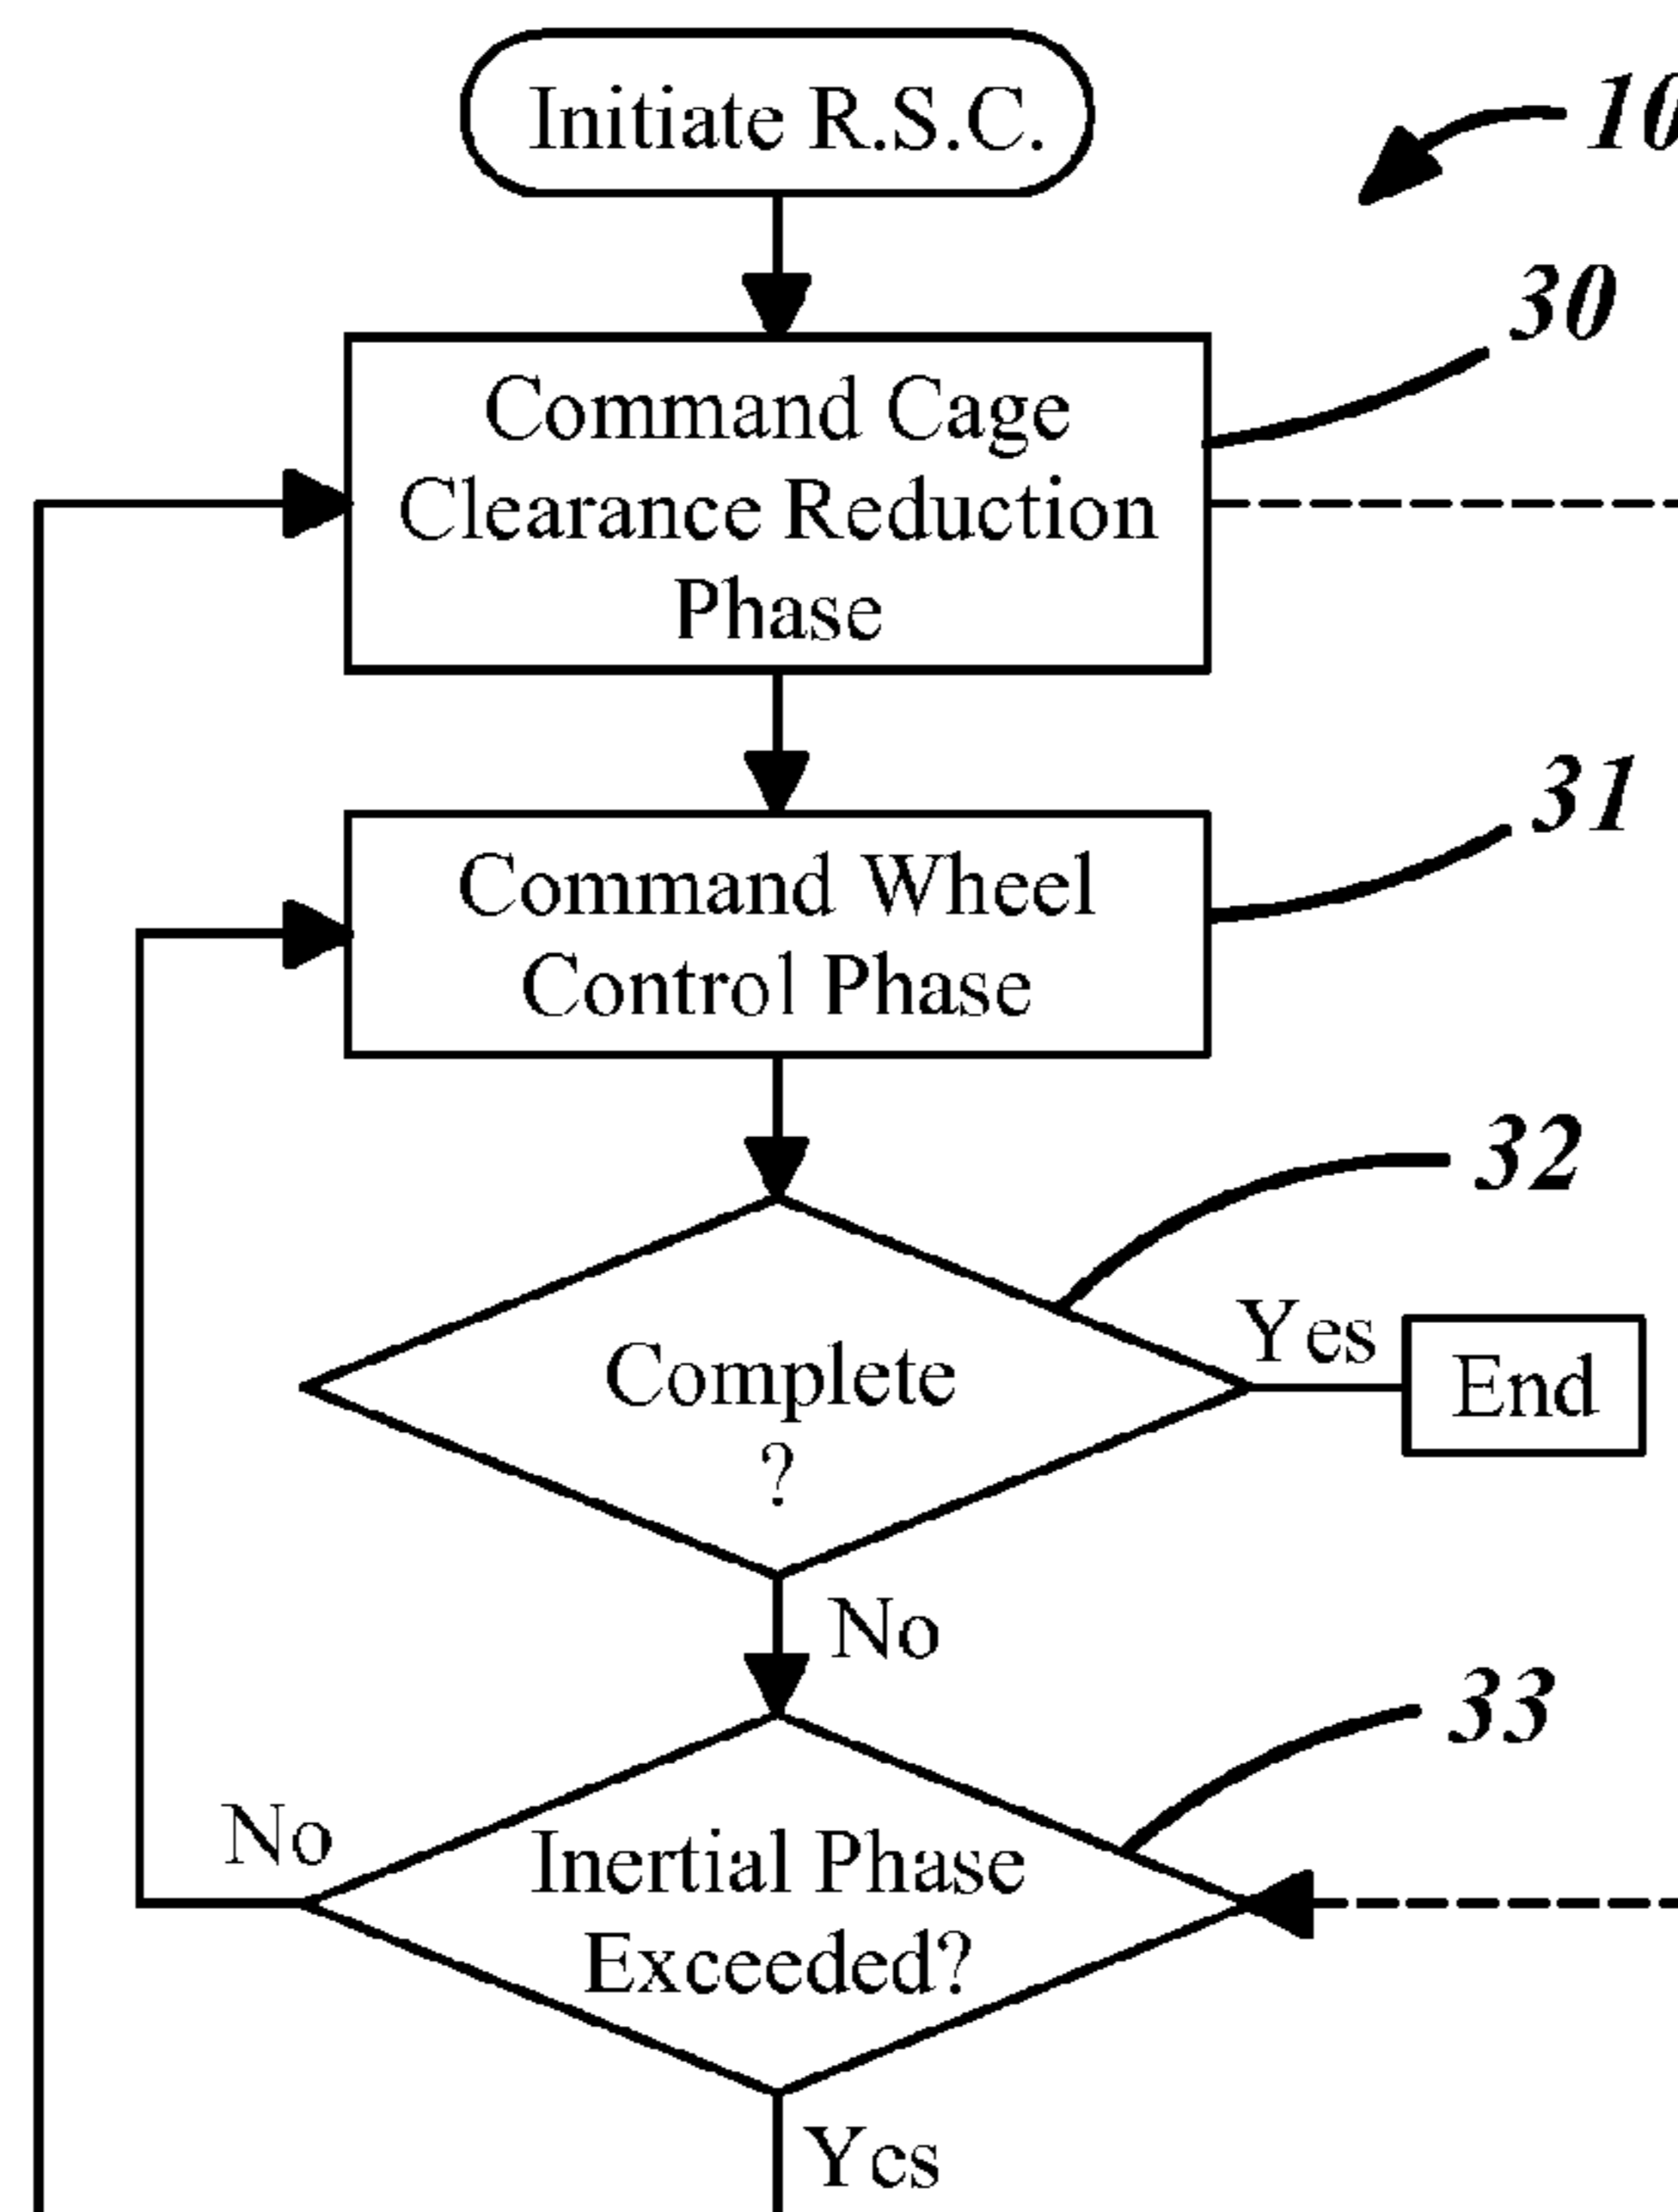 Initiate R.S.C.
10
30
Command Cage
Clearance Reduction
Phase
31
Command Wheel
Control Phase
32
Complete
?
Yes
End
No
33
No
Inertial Phase
Exceeded?
Yes